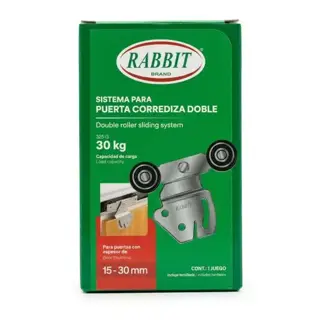 RABBIT
BRAND
SISTEMA PARA
PUERTA CORREDIZA DOBLE
Double roller sliding system
30 kg
Capacidad de carga
Load capacity
RABBIT
Para puertas con
espesor de
15 - 30 mm
CONT.: 1 JUEGO